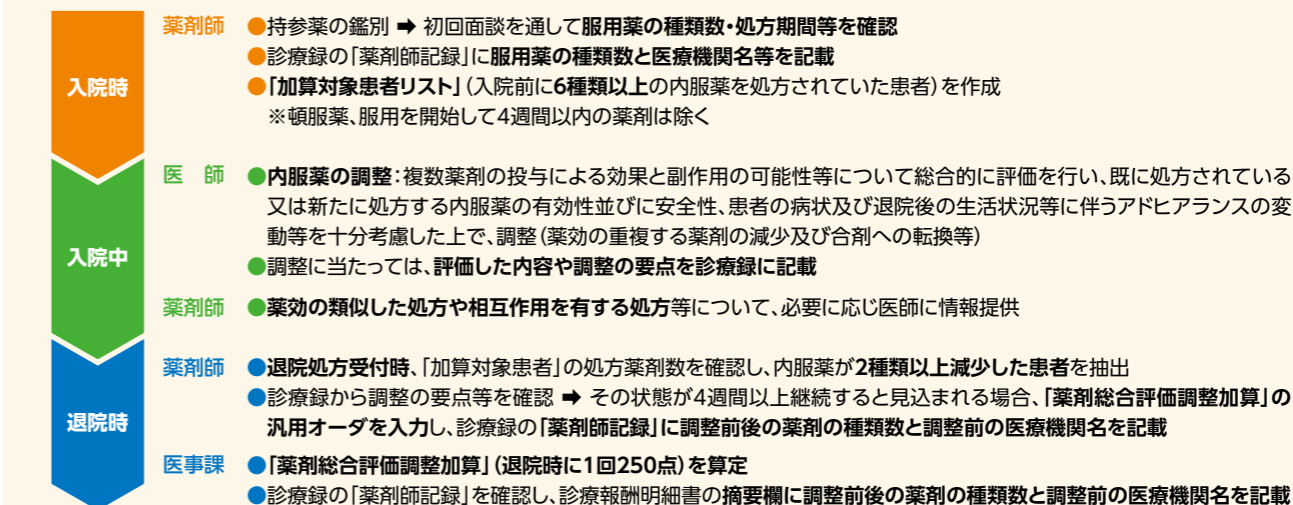 入院時
薬剤師 ●持参薬の鑑別 ➡ 初回面談を通して服用薬の種類数・処方期間等を確認
●診療録の「薬剤師記録」に服用薬の種類数と医療機関名等を記載
●「加算対象患者リスト」（入院前に6種類以上の内服薬を処方されていた患者）を作成
※頓服薬、服用を開始して4週間以内の薬剤は除く
入院中
医 師 ●内服薬の調整：複数薬剤の投与による効果と副作用の可能性等について総合的に評価を行い、既に処方されている
又は新たに処方する内服薬の有効性並びに安全性、患者の病状及び退院後の生活状況等に伴うアドヒアランスの変
動等を十分考慮した上で、調整（薬効の重複する薬剤の減少及び合剤への転換等）
●調整に当たっては、評価した内容や調整の要点を診療録に記載
薬剤師 ●薬効の類似した処方や相互作用を有する処方等について、必要に応じ医師に情報提供
退院時
薬剤師 ●退院処方受付時、「加算対象患者」の処方薬剤数を確認し、内服薬が2種類以上減少した患者を抽出
●診療録から調整の要点等を確認 ➡ その状態が4週間以上継続すると見込まれる場合、「薬剤総合評価調整加算」の
汎用オーダを入力し、診療録の「薬剤師記録」に調整前後の薬剤の種類数と調整前の医療機関名を記載
医事課 ●「薬剤総合評価調整加算」（退院時に1回250点）を算定
●診療録の「薬剤師記録」を確認し、診療報酬明細書の摘要欄に調整前後の薬剤の種類数と調整前の医療機関名を記載